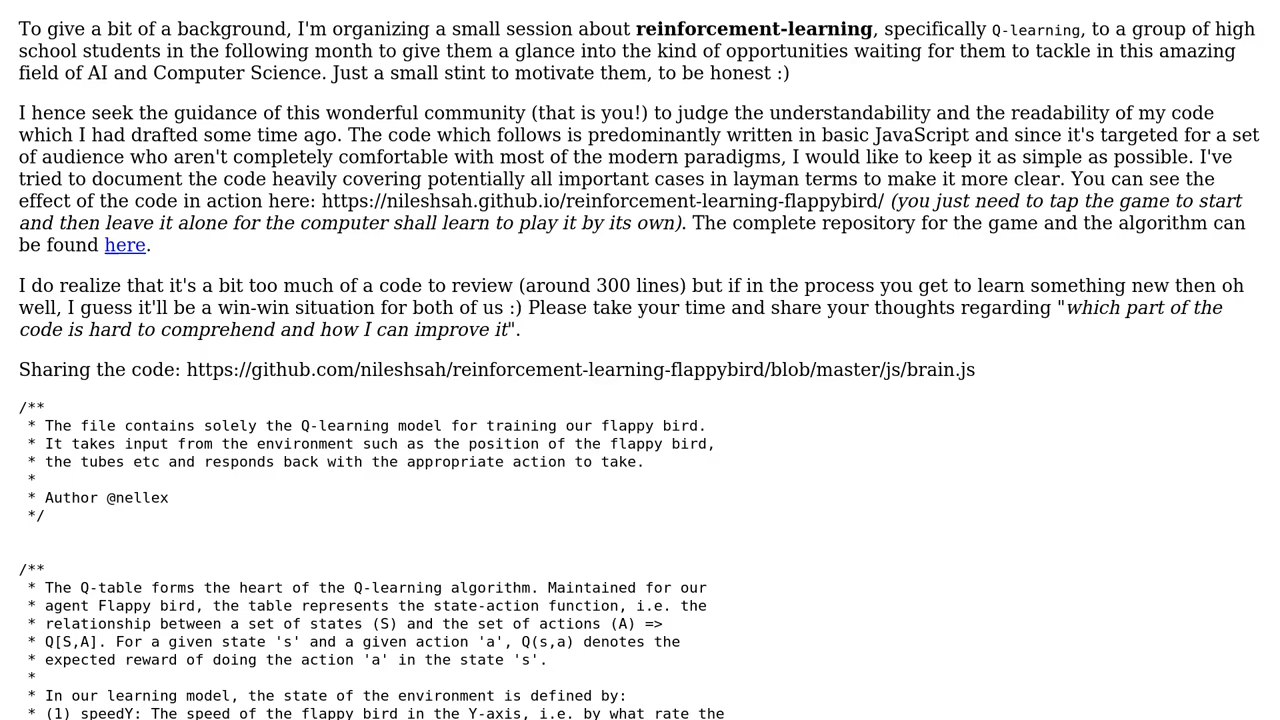 To give a bit of a background, I'm organizing a small session about reinforcement-learning, specifically Q-learning, to a group of high
school students in the following month to give them a glance into the kind of opportunities waiting for them to tackle in this amazing
field of AI and Computer Science. Just a small stint to motivate them, to be honest :)
I hence seek the guidance of this wonderful community (that is you!) to judge the understandability and the readability of my code
which I had drafted some time ago. The code which follows is predominantly written in basic JavaScript and since it's targeted for a set
of audience who aren't completely comfortable with most of the modern paradigms, I would like to keep it as simple as possible. I've
tried to document the code heavily covering potentially all important cases in layman terms to make it more clear. You can see the
effect of the code in action here: https://nileshsah.github.io/reinforcement-learning-flappybird/ (you just need to tap the game to start
and then leave it alone for the computer shall learn to play it by its own). The complete repository for the game and the algorithm can
be found here.
I do realize that it's a bit too much of a code to review (around 300 lines) but if in the process you get to learn something new then oh
well, I guess it'll be a win-win situation for both of us :) Please take your time and share your thoughts regarding "which part of the
code is hard to comprehend and how I can improve it".
Sharing the code: https://github.com/nileshsah/reinforcement-learning-flappybird/blob/master/js/brain.js
/**
 * The file contains solely the Q-learning model for training our flappy bird.
 * It takes input from the environment such as the position of the flappy bird,
 * the tubes etc and responds back with the appropriate action to take.
 *
 * Author @nellex
 */
/**
 * The Q-table forms the heart of the Q-learning algorithm. Maintained for our
 * agent Flappy bird, the table represents the state-action function, i.e. the
 * relationship between a set of states (S) and the set of actions (A) =>
 * Q[S,A]. For a given state 's' and a given action 'a', Q(s,a) denotes the
 * expected reward of doing the action 'a' in the state 's'.
 *
 * In our learning model, the state of the environment is defined by:
 * (1) speedY: The speed of the flappy bird in the Y-axis, i.e. by what rate the